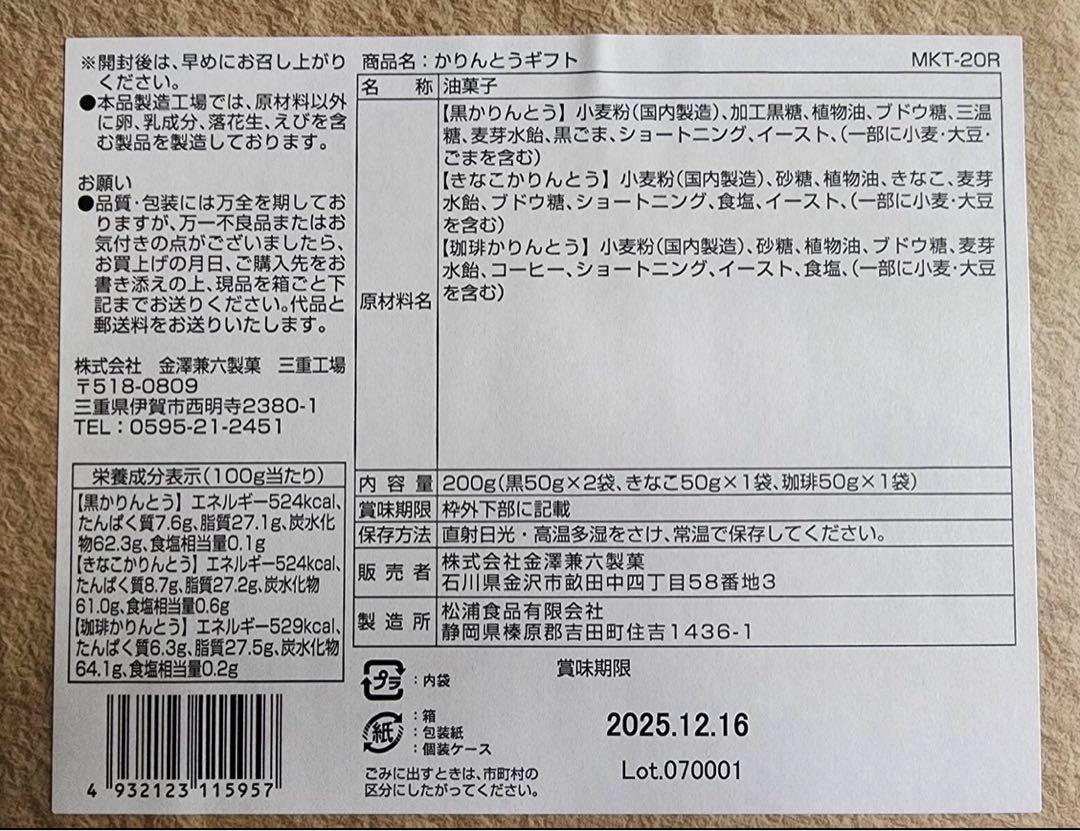 ※開封後は、早めにお召し上がり
ください。
●本品製造工場では、原材料以外
に卵、乳成分、落花生、えびを含
む製品を製造しております。
お願い
●品質・包装には万全を期してお
りますが、万一不良品またはお
気付きの点がございましたら、
お買上げの月日、ご購入先をお
書き添えの上、現品を箱ごと下
記までお送りください。代品と
郵送料をお送りいたします。
株式会社 金澤兼六製菓 三重工場
〒518-0809
三重県伊賀市西明寺2380-1
TEL：0595-21-2451
栄養成分表示（100g当たり）
【黒かりんとう】エネルギー524kcal、
たんぱく質7.6g、脂質27.1g、炭水化
物62.3g、食塩相当量0.1g
【きなこかりんとう】エネルギー524kcal、
たんぱく質8.7g、脂質27.2g、炭水化物
61.0g、食塩相当量0.6g
【珈琲かりんとう】エネルギー529kcal、
たんぱく質6.3g、脂質27.5g、炭水化物
64.1g、食塩相当量0.2g
4 932123 115957
商品名：かりんとうギフト MKT-20R
名称 油菓子
原材料名
【黒かりんとう】小麦粉（国内製造）、加工黒糖、植物油、ブドウ糖、三温
糖、麦芽水飴、黒ごま、ショートニング、イースト、（一部に小麦・大豆・
ごまを含む）
【きなこかりんとう】小麦粉（国内製造）、砂糖、植物油、きなこ、麦芽
水飴、ブドウ糖、ショートニング、食塩、イースト、（一部に小麦・大豆
を含む）
【珈琲かりんとう】小麦粉（国内製造）、砂糖、植物油、ブドウ糖、麦芽
水飴、コーヒー、ショートニング、イースト、食塩、（一部に小麦・大豆
を含む）
内容量 200g（黒50g×2袋、きなこ50g×1袋、珈琲50g×1袋）
賞味期限 枠外下部に記載
保存方法 直射日光・高温多湿をさけ、常温で保存してください。
販売者 株式会社金澤兼六製菓
石川県金沢市畝田中四丁目58番地3
製造所 松浦食品有限会社
静岡県榛原郡吉田町住吉1436-1
プラ：内袋
紙：箱
：包装紙
：個装ケース
ごみに出すときは、市町村の
区分にしたがってください。
賞味期限
2025.12.16
Lot.070001